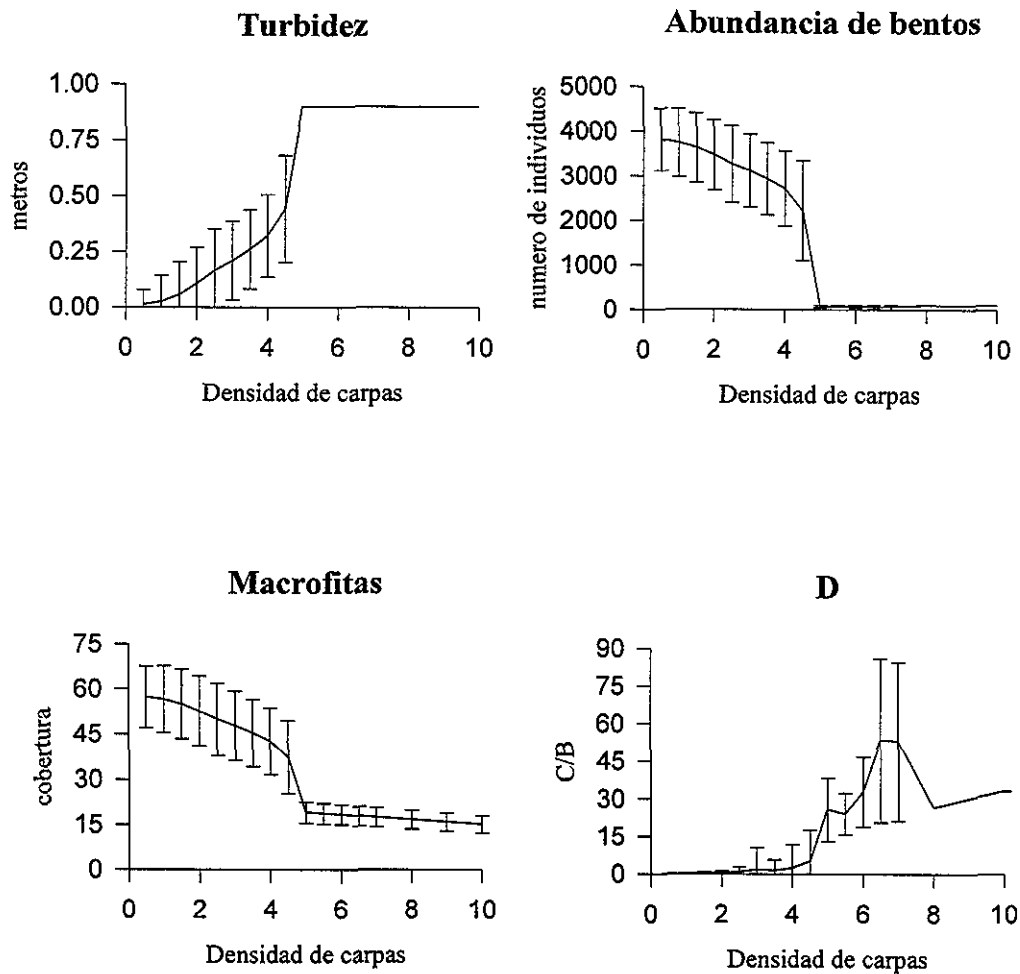 Turbidez
1.00
0.75
0.50
0.25
0.00
metros
0 2 4 6 8 10
Densidad de carpas
Abundancia de bentos
5000
4000
3000
2000
1000
0
numero de individuos
0 2 4 6 8 10
Densidad de carpas
Macrofitas
75
60
45
30
15
0
cobertura
0 2 4 6 8 10
Densidad de carpas
D
90
75
60
45
30
15
0
C/B
0 2 4 6 8 10
Densidad de carpas